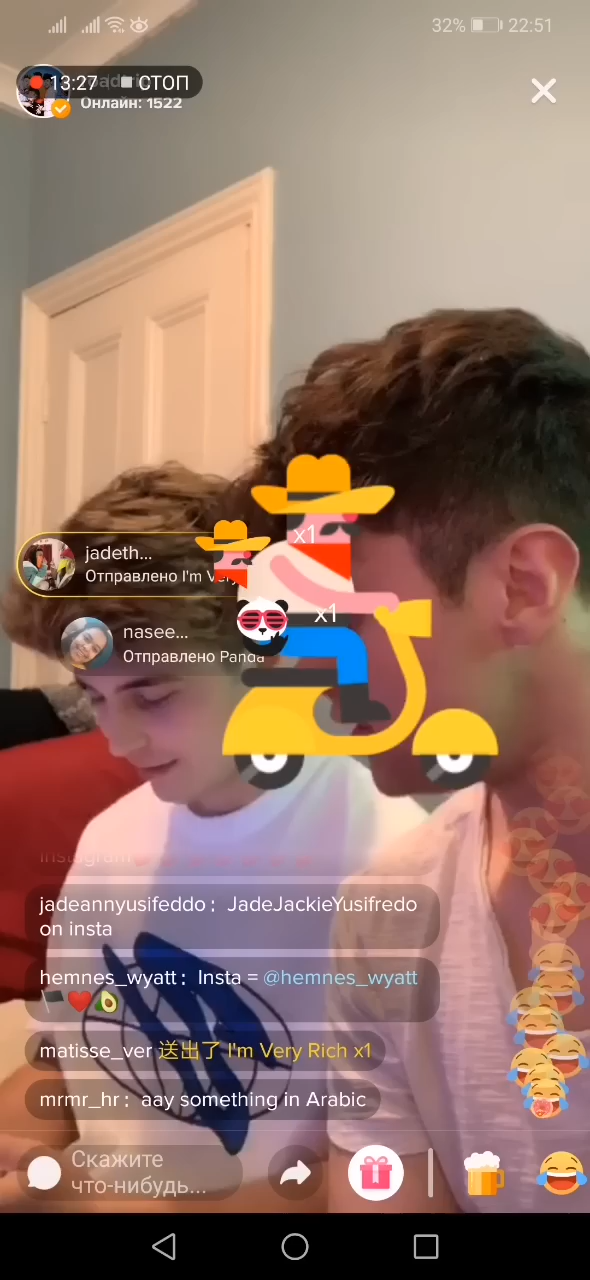 32% 22:51
13:27 СТОП
Онлайн: 1522
jadeth...
x1
Отправлено I'm
nasee...
x1
Отправлено Panda
Instagram
jadeannyusifeddo : JadeJackieYusifredo
on insta
hemnes_wyatt : Insta = @hemnes_wyatt
matisse_ver 送出了 I'm Very Rich x1
mrmr_hr : aay something in Arabic
Скажите
что-нибудь...